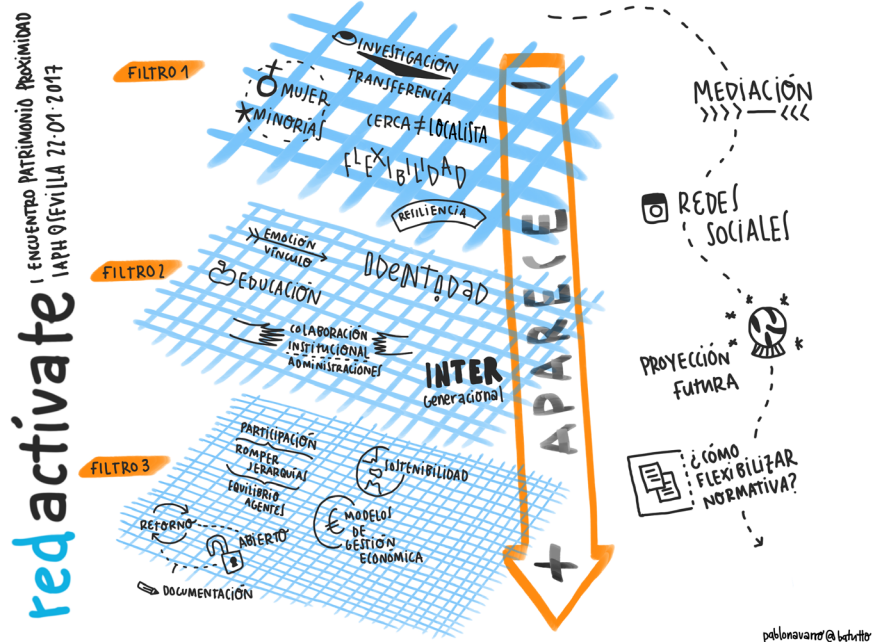 redactivate
I ENCUENTRO PATRIMONIO PROXIMIDAD
IAPH @SEVILLA 22·01·2017
FILTRO 1
INVESTIGACIÓN
TRANSFERENCIA
MUJER
MINORÍAS
CERCA ≠ LOCALISTA
FLEXIBILIDAD
RESILIENCIA
FILTRO 2
EMOCIÓN
VÍNCULO
IDENTIDAD
EDUCACIÓN
COLABORACIÓN
INSTITUCIONAL
ADMINISTRACIONES
INTER
Generacional
FILTRO 3
PARTICIPACIÓN
ROMPER
JERARQUÍAS
EQUILIBRIO
AGENTES
SOSTENIBILIDAD
RETORNO
ABIERTO
€ MODELOS
DE
GESTIÓN
ECONÓMICA
DOCUMENTACIÓN
-
APARECE
+
MEDIACIÓN
>>>> — <<<
REDES
SOCIALES
PROYECCIÓN
FUTURA
¿CÓMO
FLEXIBILIZAR
NORMATIVA?
pablonavarro@